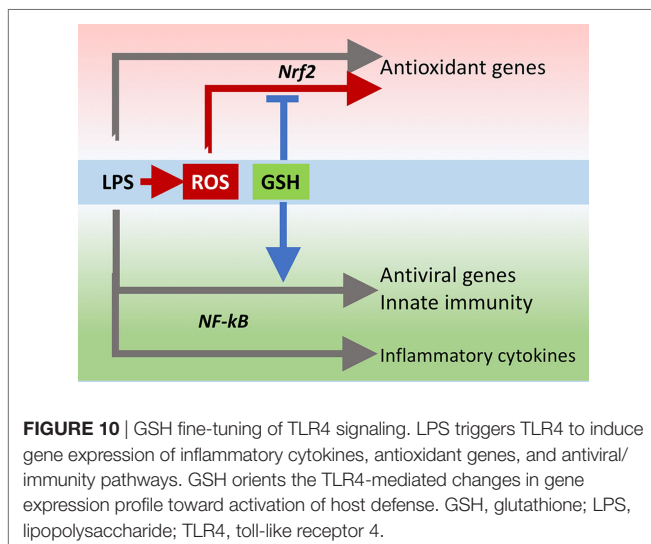 Nrf2
Antioxidant genes
LPS
ROS
GSH
Antiviral genes
Innate immunity
NF-kB
Inflammatory cytokines
FIGURE 10 | GSH fine-tuning of TLR4 signaling. LPS triggers TLR4 to induce
gene expression of inflammatory cytokines, antioxidant genes, and antiviral/
immunity pathways. GSH orients the TLR4-mediated changes in gene
expression profile toward activation of host defense. GSH, glutathione; LPS,
lipopolysaccharide; TLR4, toll-like receptor 4.